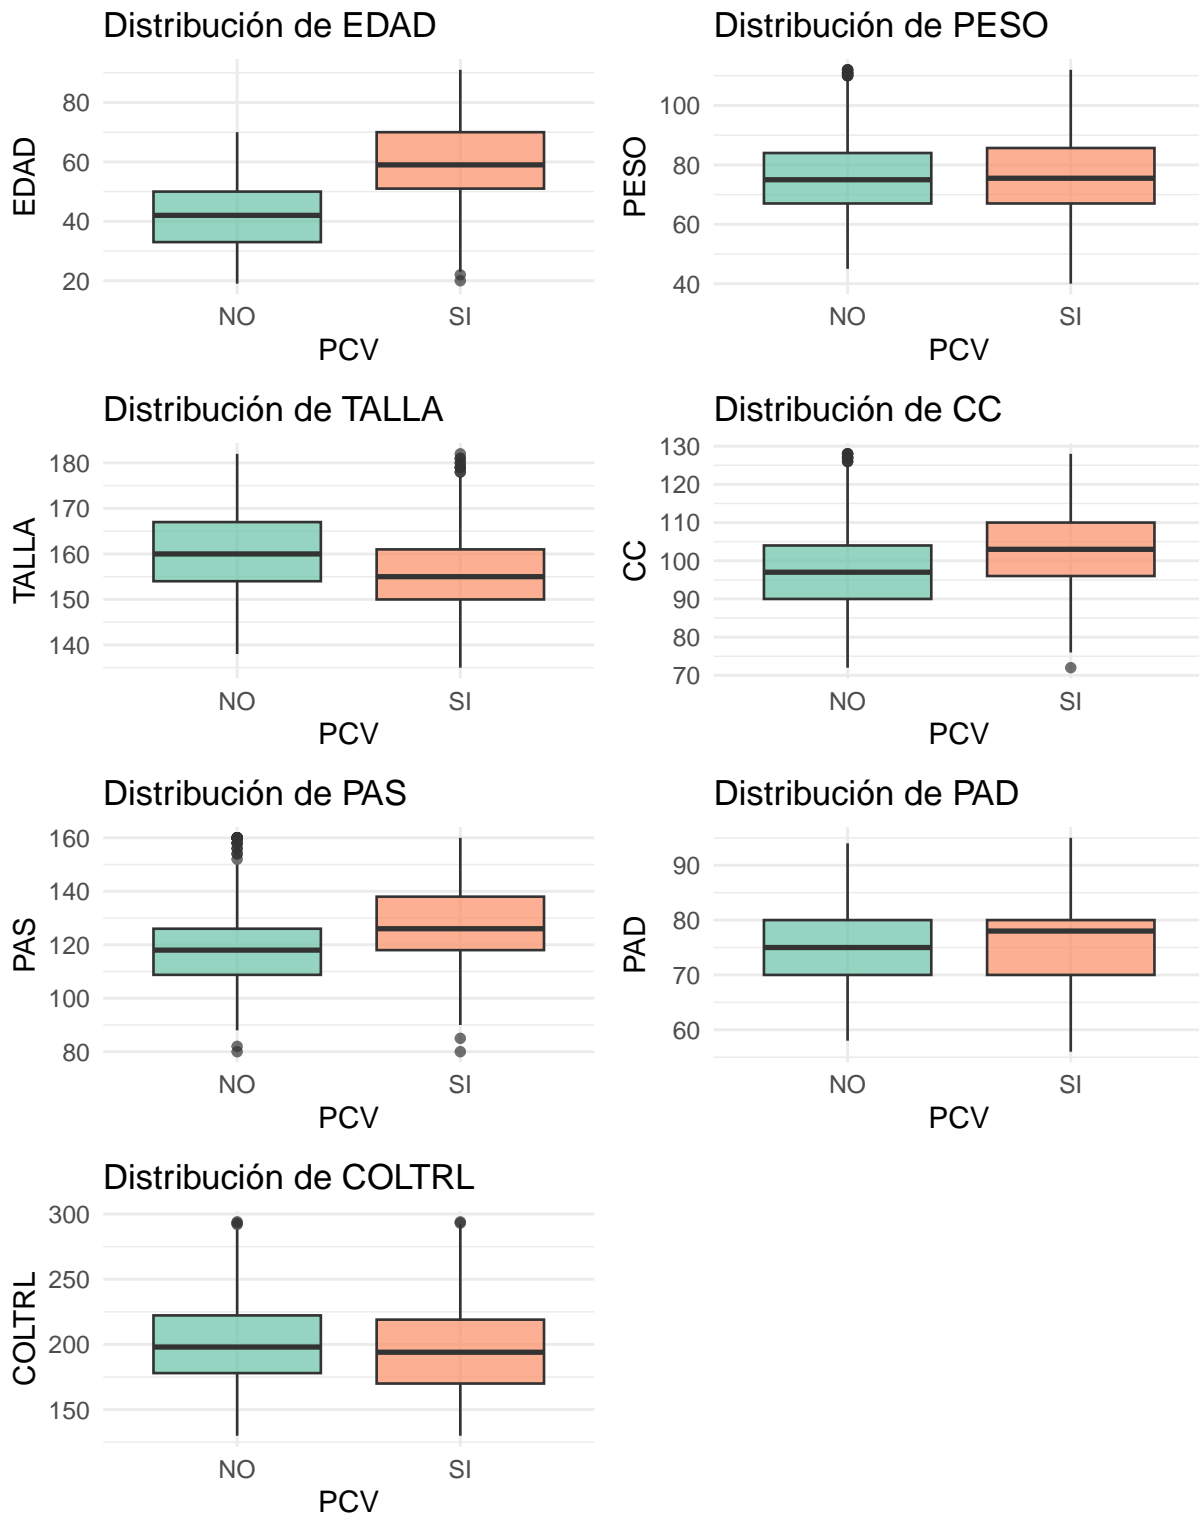 Distribución de EDAD
EDAD
80
60
40
20
NO SI
PCV
Distribución de PESO
PESO
100
80
60
40
NO SI
PCV
Distribución de TALLA
TALLA
180
170
160
150
140
NO SI
PCV
Distribución de CC
CC
130
120
110
100
90
80
70
NO SI
PCV
Distribución de PAS
PAS
160
140
120
100
80
NO SI
PCV
Distribución de PAD
PAD
90
80
70
60
NO SI
PCV
Distribución de COLTRL
COLTRL
300
250
200
150
NO SI
PCV